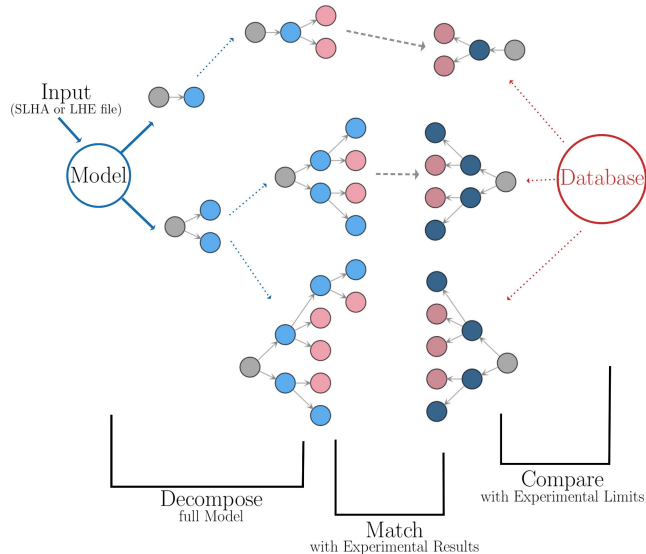 Input
(SLHA or LHE file)
Model
Database
Decompose
full Model
Match
with Experimental Results
Compare
with Experimental Limits